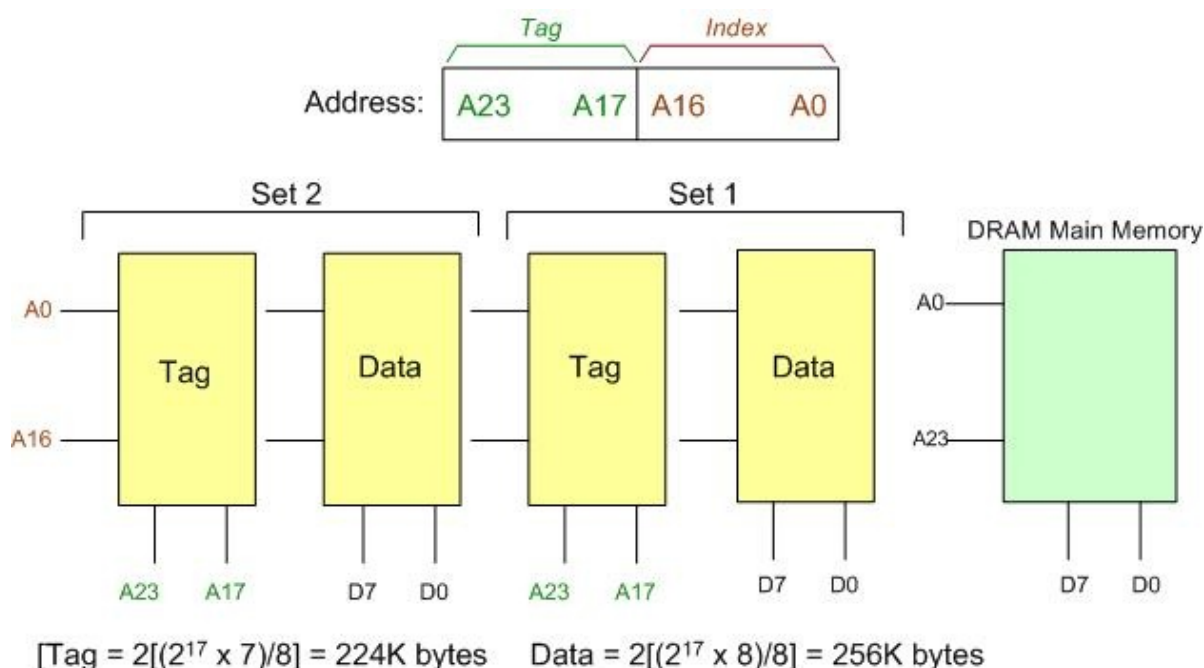 Tag Index
Address: A23 A17 A16 A0
Set 2 Set 1
DRAM Main Memory
A0 A0
Tag Data Tag Data
A16 A23
A23 A17 D7 D0 A23 A17 D7 D0 D7 D0
[Tag = 2[(2¹⁷ x 7)/8] = 224K bytes Data = 2[(2¹⁷ x 8)/8] = 256K bytes